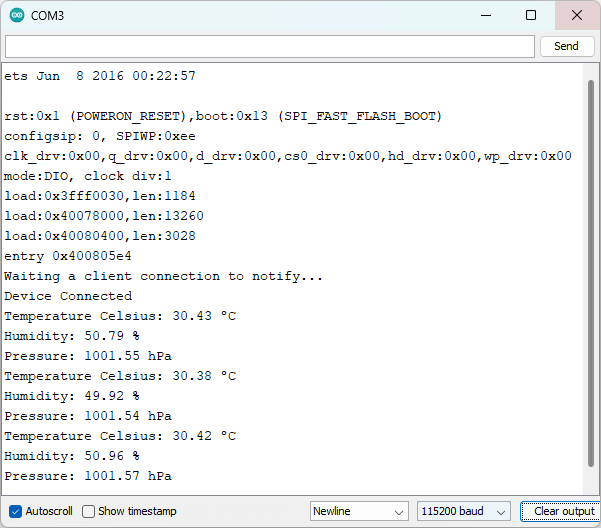 COM3
Send
ets Jun  8 2016 00:22:57
rst:0x1 (POWERON_RESET),boot:0x13 (SPI_FAST_FLASH_BOOT)
configsip: 0, SPIWP:0xee
clk_drv:0x00,q_drv:0x00,d_drv:0x00,cs0_drv:0x00,hd_drv:0x00,wp_drv:0x00
mode:DIO, clock div:1
load:0x3fff0030,len:1184
load:0x40078000,len:13260
load:0x40080400,len:3028
entry 0x400805e4
Waiting a client connection to notify...
Device Connected
Temperature Celsius: 30.43 ºC
Humidity: 50.79 %
Pressure: 1001.55 hPa
Temperature Celsius: 30.38 ºC
Humidity: 49.92 %
Pressure: 1001.54 hPa
Temperature Celsius: 30.42 ºC
Humidity: 50.96 %
Pressure: 1001.57 hPa
Autoscroll Show timestamp Newline 115200 baud Clear output